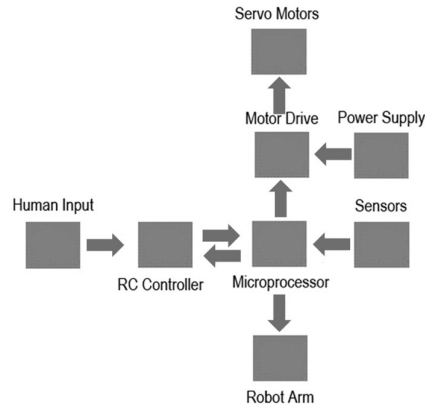 Servo Motors
Motor Drive
Power Supply
Human Input
Sensors
RC Controller
Microprocessor
Robot Arm